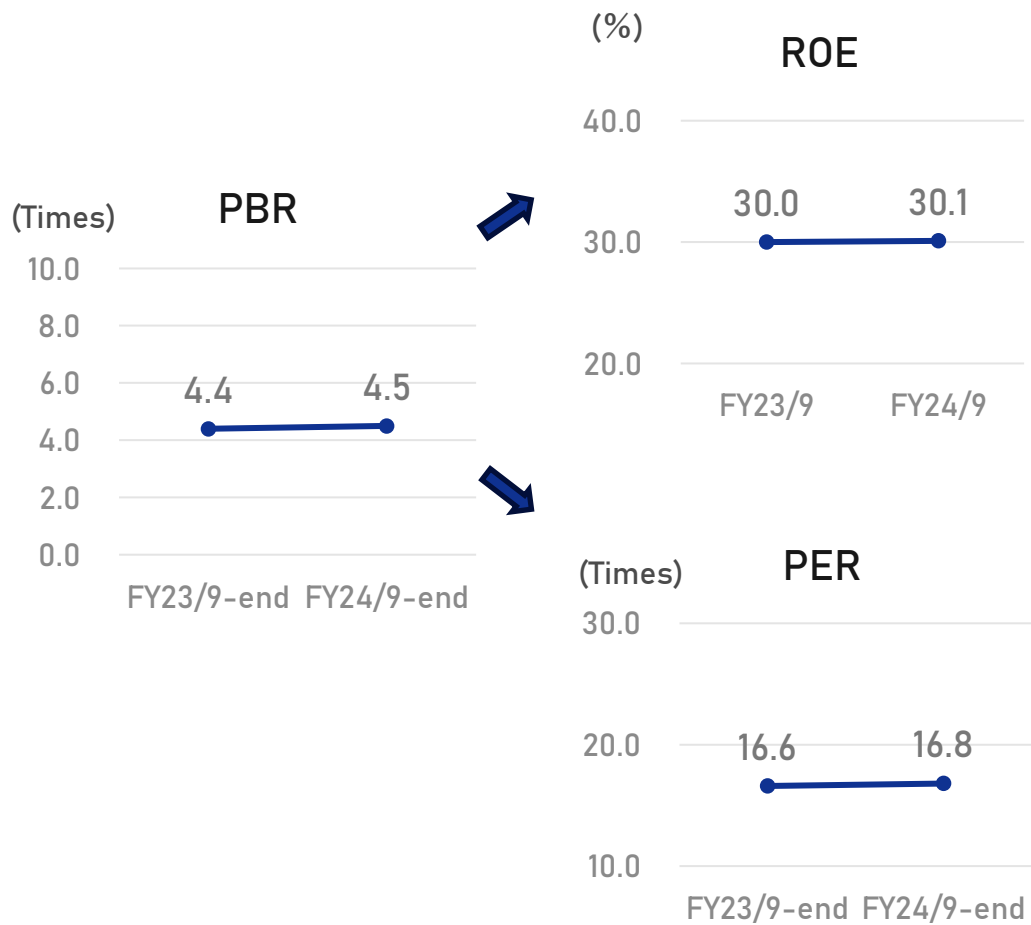 (Times)
PBR
10.0
8.0
6.0
4.0
2.0
0.0
4.4
4.5
FY23/9-end
FY24/9-end
(%)
ROE
40.0
30.0
20.0
30.0
30.1
FY23/9
FY24/9
(Times)
PER
30.0
20.0
10.0
16.6
16.8
FY23/9-end
FY24/9-end